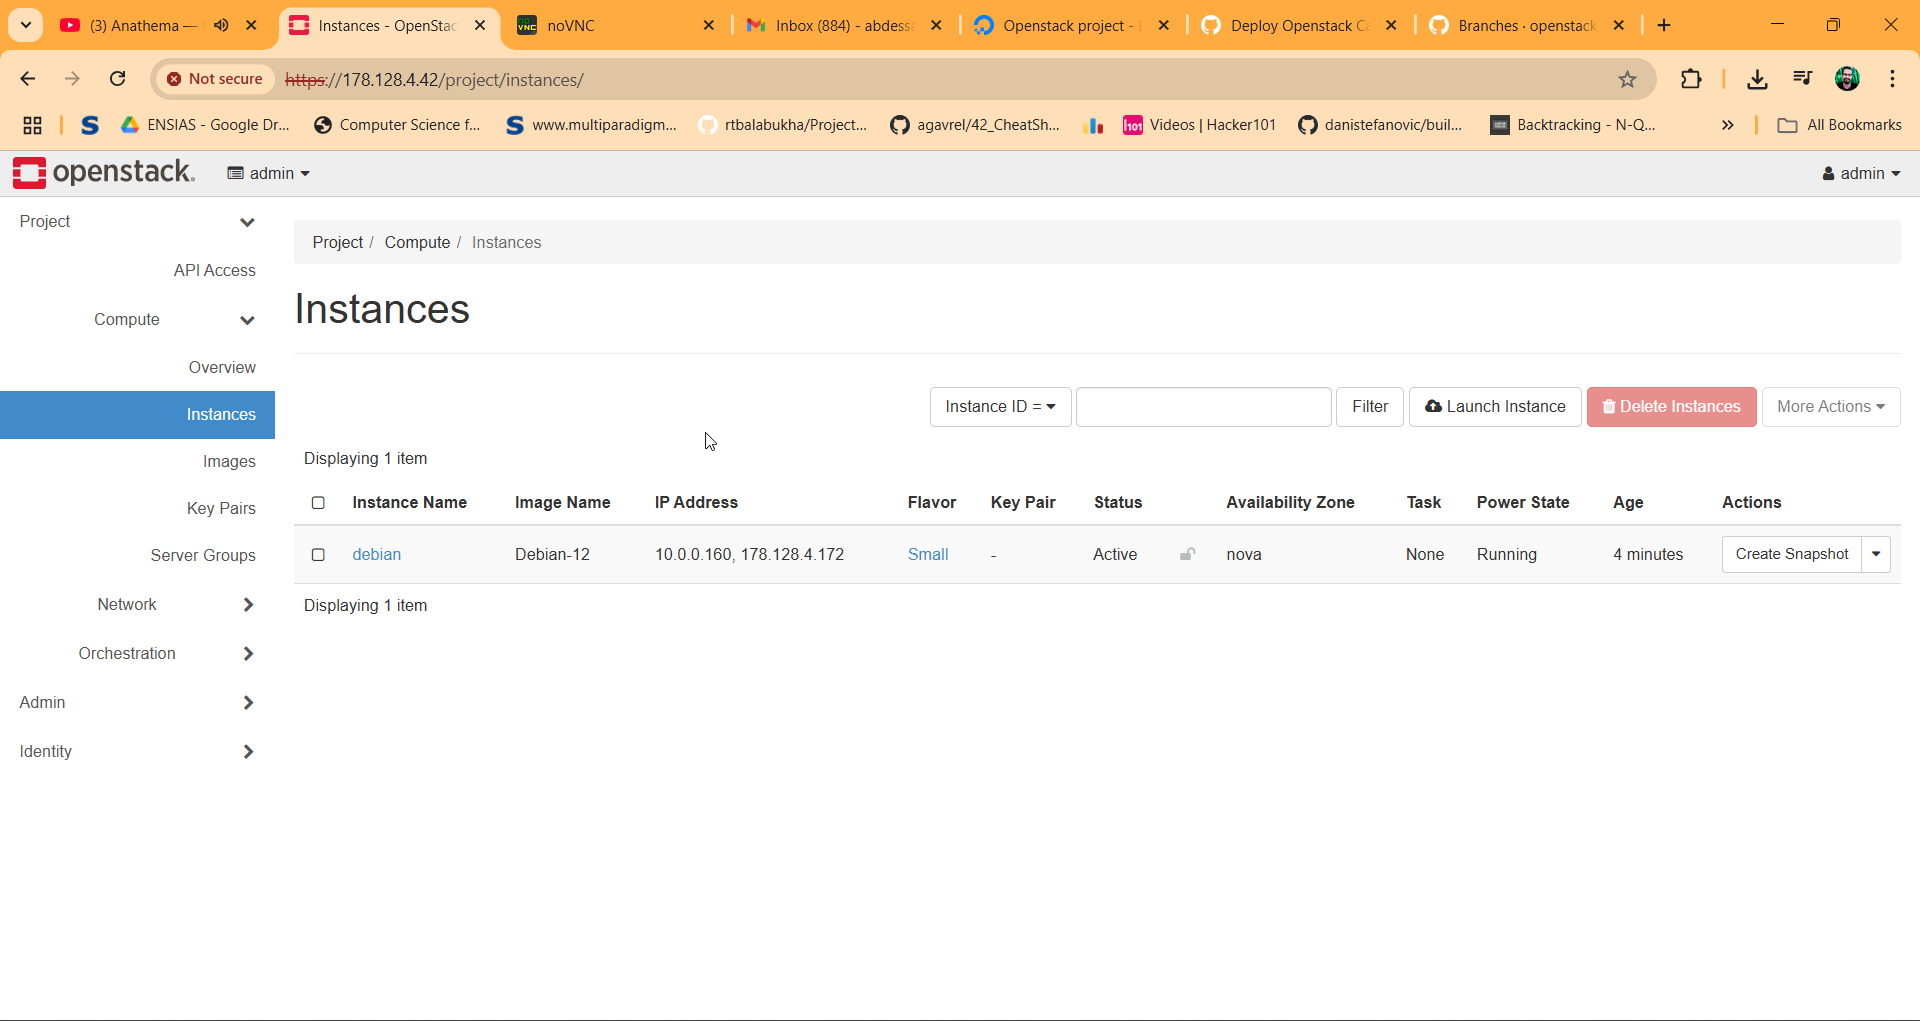 (3) Anathema —
Instances - OpenStac
noVNC
Inbox (884) - abdessa
Openstack project - D
Deploy Openstack Ca
Branches · openstack
Not secure
https://178.128.4.42/project/instances/
ENSIAS - Google Dr...
Computer Science f...
www.multiparadigm...
rtbalabukha/Project...
agavrel/42_CheatSh...
Videos | Hacker101
danistefanovic/buil...
Backtracking - N-Q...
All Bookmarks
openstack.
admin
admin
Project
API Access
Compute
Overview
Instances
Images
Key Pairs
Server Groups
Network
Orchestration
Admin
Identity
Project / Compute / Instances
Instances
Instance ID =
Filter
Launch Instance
Delete Instances
More Actions
Displaying 1 item
Instance Name Image Name IP Address Flavor Key Pair Status Availability Zone Task Power State Age Actions
debian Debian-12 10.0.0.160, 178.128.4.172 Small - Active nova None Running 4 minutes Create Snapshot
Displaying 1 item